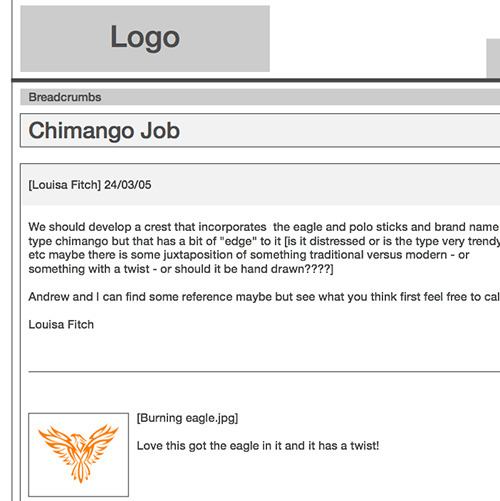 Logo
Breadcrumbs
Chimango Job
[Louisa Fitch] 24/03/05
We should develop a crest that incorporates  the eagle and polo sticks and brand name
type chimango but that has a bit of "edge" to it [is it distressed or is the type very trendy
etc maybe there is some juxtaposition of something traditional versus modern - or
something with a twist - or should it be hand drawn????]
Andrew and I can find some reference maybe but see what you think first feel free to cal
Louisa Fitch
[Burning eagle.jpg]
Love this got the eagle in it and it has a twist!